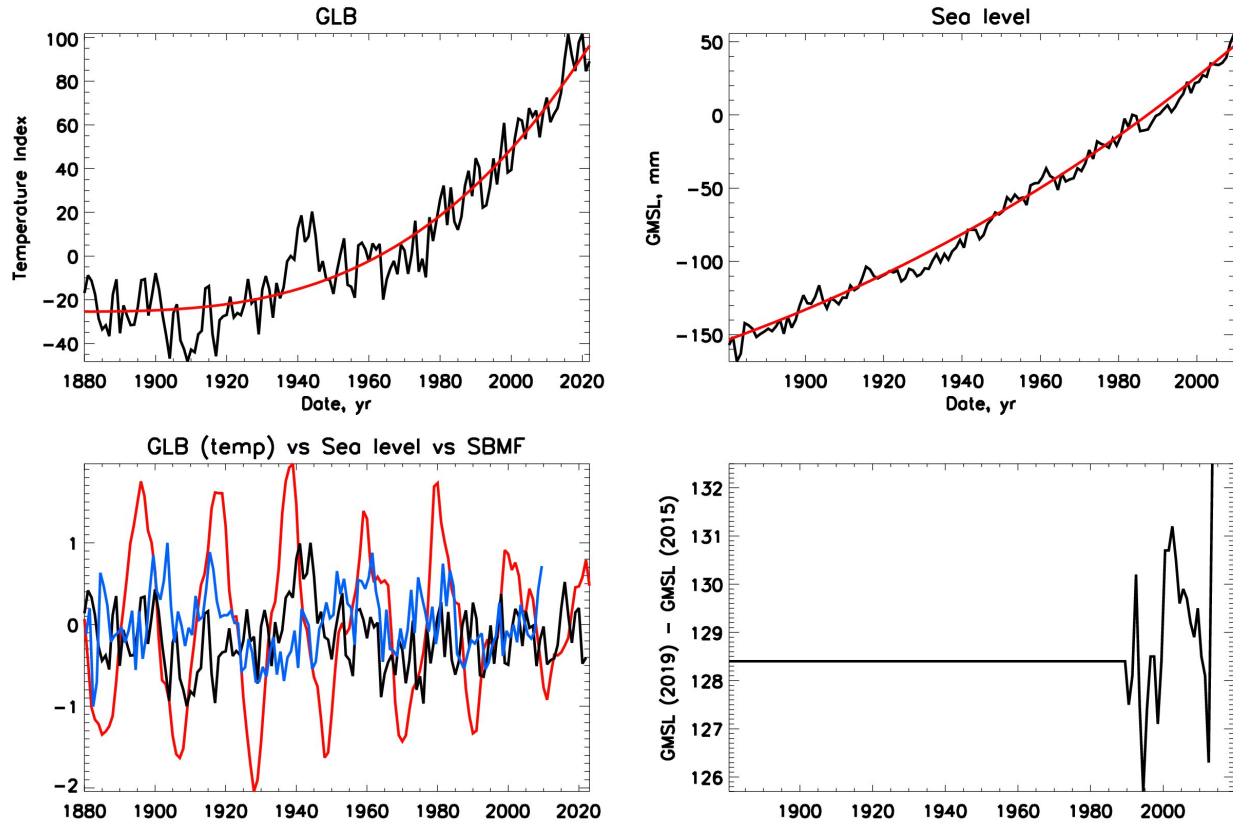 GLB
100
80
60
40
20
0
−20
−40
Temperature Index
1880 1900 1920 1940 1960 1980 2000 2020
Date, yr
Sea level
50
0
−50
−100
−150
GMSL, mm
1900 1920 1940 1960 1980 2000
Date, yr
GLB (temp) vs Sea level vs SBMF
1
0
−1
−2
1880 1900 1920 1940 1960 1980 2000 2020
132
131
130
129
128
127
126
GMSL (2019) − GMSL (2015)
1900 1920 1940 1960 1980 2000